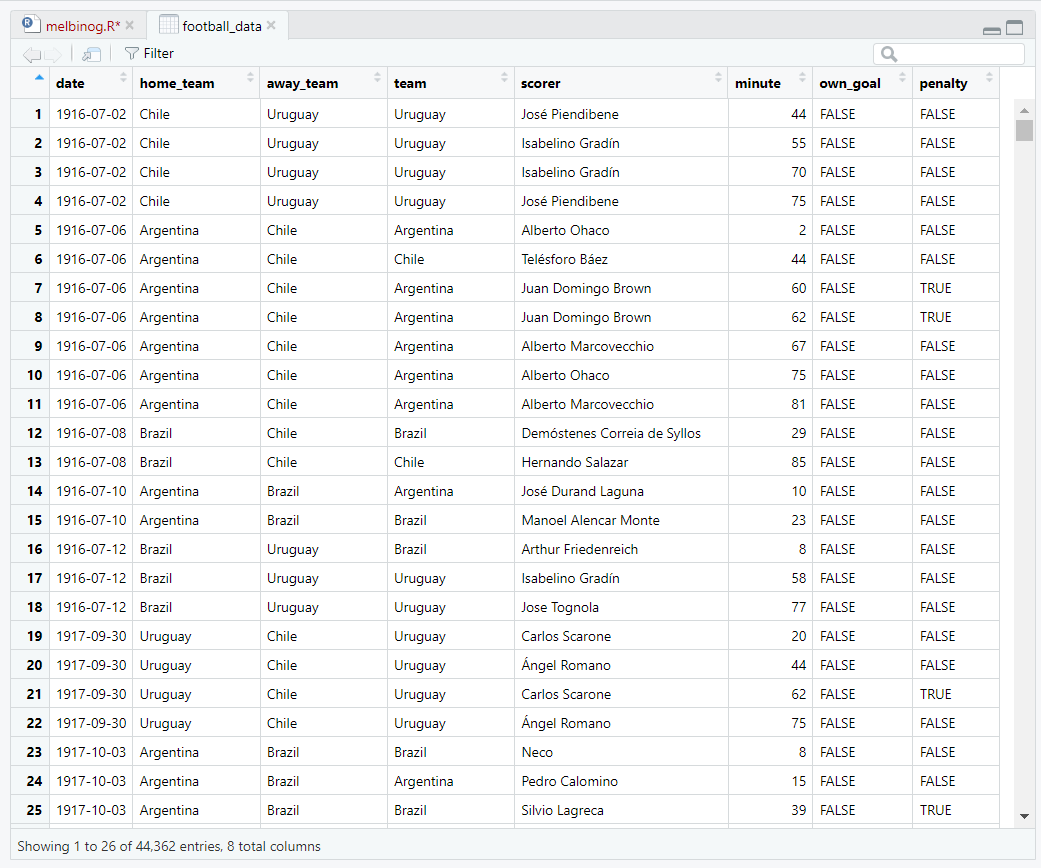 melbinog.R* football_data
Filter
date home_team away_team team scorer minute own_goal penalty
1 1916-07-02 Chile Uruguay Uruguay José Piendibene 44 FALSE FALSE
2 1916-07-02 Chile Uruguay Uruguay Isabelino Gradín 55 FALSE FALSE
3 1916-07-02 Chile Uruguay Uruguay Isabelino Gradín 70 FALSE FALSE
4 1916-07-02 Chile Uruguay Uruguay José Piendibene 75 FALSE FALSE
5 1916-07-06 Argentina Chile Argentina Alberto Ohaco 2 FALSE FALSE
6 1916-07-06 Argentina Chile Chile Telésforo Báez 44 FALSE FALSE
7 1916-07-06 Argentina Chile Argentina Juan Domingo Brown 60 FALSE TRUE
8 1916-07-06 Argentina Chile Argentina Juan Domingo Brown 62 FALSE TRUE
9 1916-07-06 Argentina Chile Argentina Alberto Marcovecchio 67 FALSE FALSE
10 1916-07-06 Argentina Chile Argentina Alberto Ohaco 75 FALSE FALSE
11 1916-07-06 Argentina Chile Argentina Alberto Marcovecchio 81 FALSE FALSE
12 1916-07-08 Brazil Chile Brazil Demóstenes Correia de Syllos 29 FALSE FALSE
13 1916-07-08 Brazil Chile Chile Hernando Salazar 85 FALSE FALSE
14 1916-07-10 Argentina Brazil Argentina José Durand Laguna 10 FALSE FALSE
15 1916-07-10 Argentina Brazil Brazil Manoel Alencar Monte 23 FALSE FALSE
16 1916-07-12 Brazil Uruguay Brazil Arthur Friedenreich 8 FALSE FALSE
17 1916-07-12 Brazil Uruguay Uruguay Isabelino Gradín 58 FALSE FALSE
18 1916-07-12 Brazil Uruguay Uruguay Jose Tognola 77 FALSE FALSE
19 1917-09-30 Uruguay Chile Uruguay Carlos Scarone 20 FALSE FALSE
20 1917-09-30 Uruguay Chile Uruguay Ángel Romano 44 FALSE FALSE
21 1917-09-30 Uruguay Chile Uruguay Carlos Scarone 62 FALSE TRUE
22 1917-09-30 Uruguay Chile Uruguay Ángel Romano 75 FALSE FALSE
23 1917-10-03 Argentina Brazil Brazil Neco 8 FALSE FALSE
24 1917-10-03 Argentina Brazil Argentina Pedro Calomino 15 FALSE FALSE
25 1917-10-03 Argentina Brazil Brazil Silvio Lagreca 39 FALSE TRUE
Showing 1 to 26 of 44,362 entries, 8 total columns